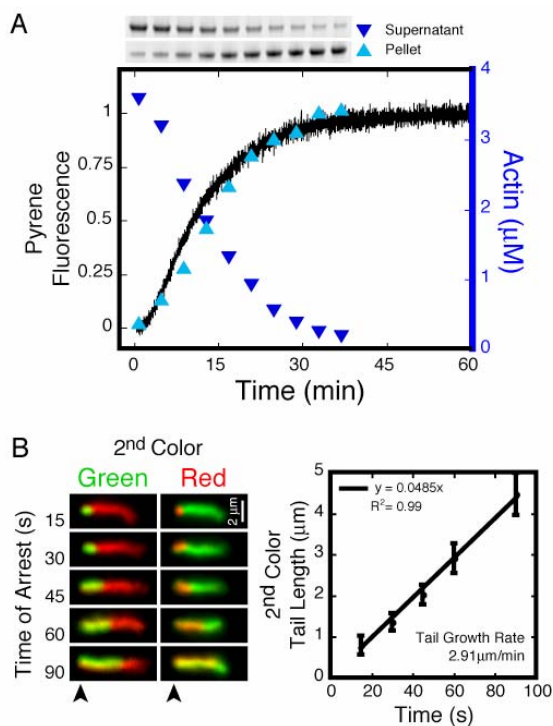 A
Supernatant
Pellet
1
0.75
0.5
0.25
0
Pyrene
Fluorescence
4
3
2
1
0
Actin (μM)
0 15 30 45 60
Time (min)
B
2nd Color
Green Red
Time of Arrest (s)
15
30
45
60
90
2 μm
5
4
3
2
1
0
2nd Color
Tail Length (μm)
y = 0.0485x
R2= 0.99
Tail Growth Rate
2.91μm/min
0 20 40 60 80 100
Time (s)